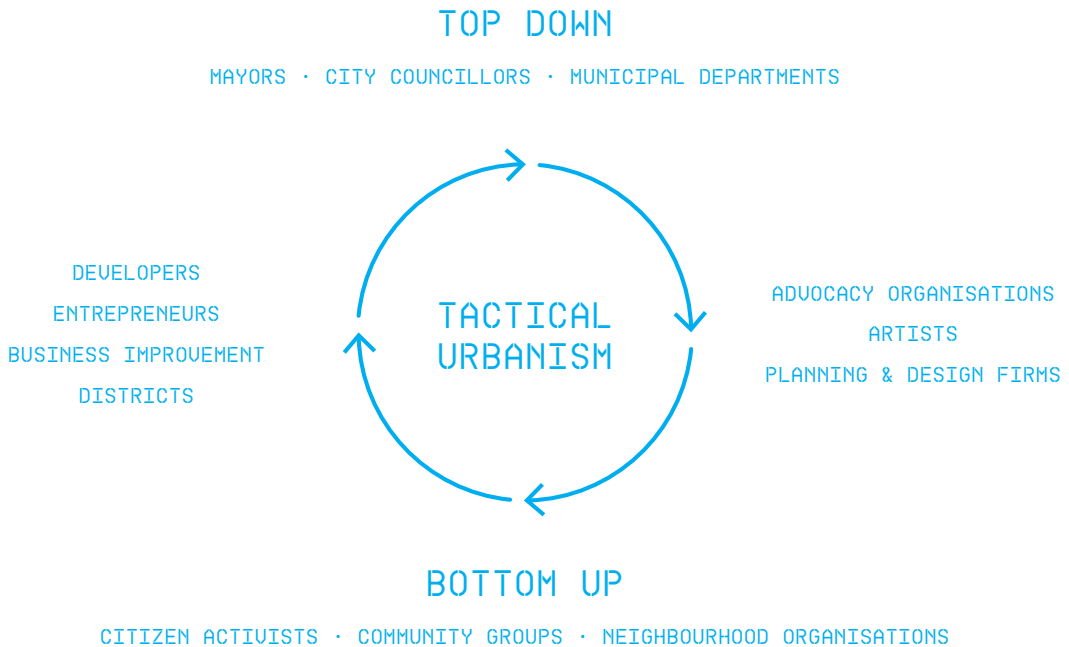 TOP DOWN
MAYORS · CITY COUNCILLORS · MUNICIPAL DEPARTMENTS
DEVELOPERS
ENTREPRENEURS
BUSINESS IMPROVEMENT
DISTRICTS
TACTICAL
URBANISM
ADVOCACY ORGANISATIONS
ARTISTS
PLANNING & DESIGN FIRMS
BOTTOM UP
CITIZEN ACTIVISTS · COMMUNITY GROUPS · NEIGHBOURHOOD ORGANISATIONS